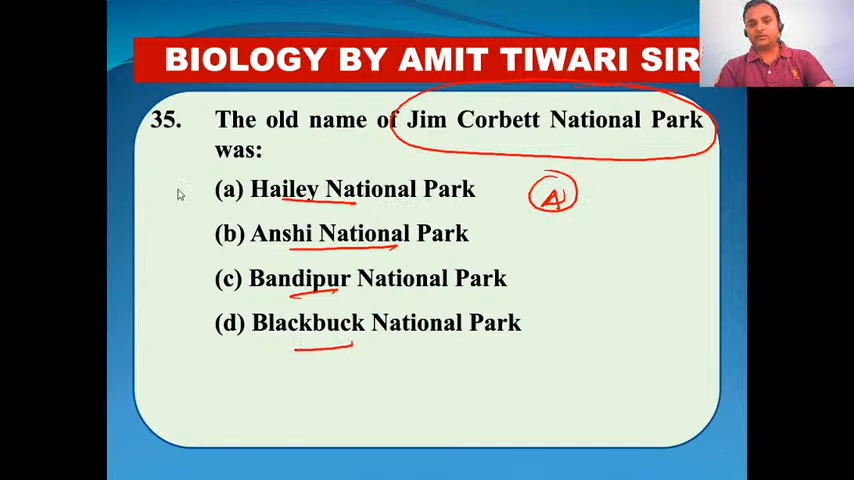 BIOLOGY BY AMIT TIWARI SIR
35. The old name of Jim Corbett National Park
was:
(a) Hailey National Park
A
(b) Anshi National Park
(c) Bandipur National Park
(d) Blackbuck National Park